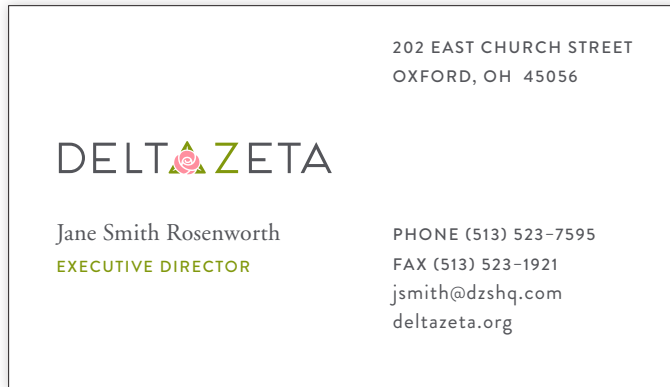 202 EAST CHURCH STREET
OXFORD, OH 45056
DELTA ZETA
Jane Smith Rosenworth
EXECUTIVE DIRECTOR
PHONE (513) 523–7595
FAX (513) 523–1921
jsmith@dzshq.com
deltazeta.org